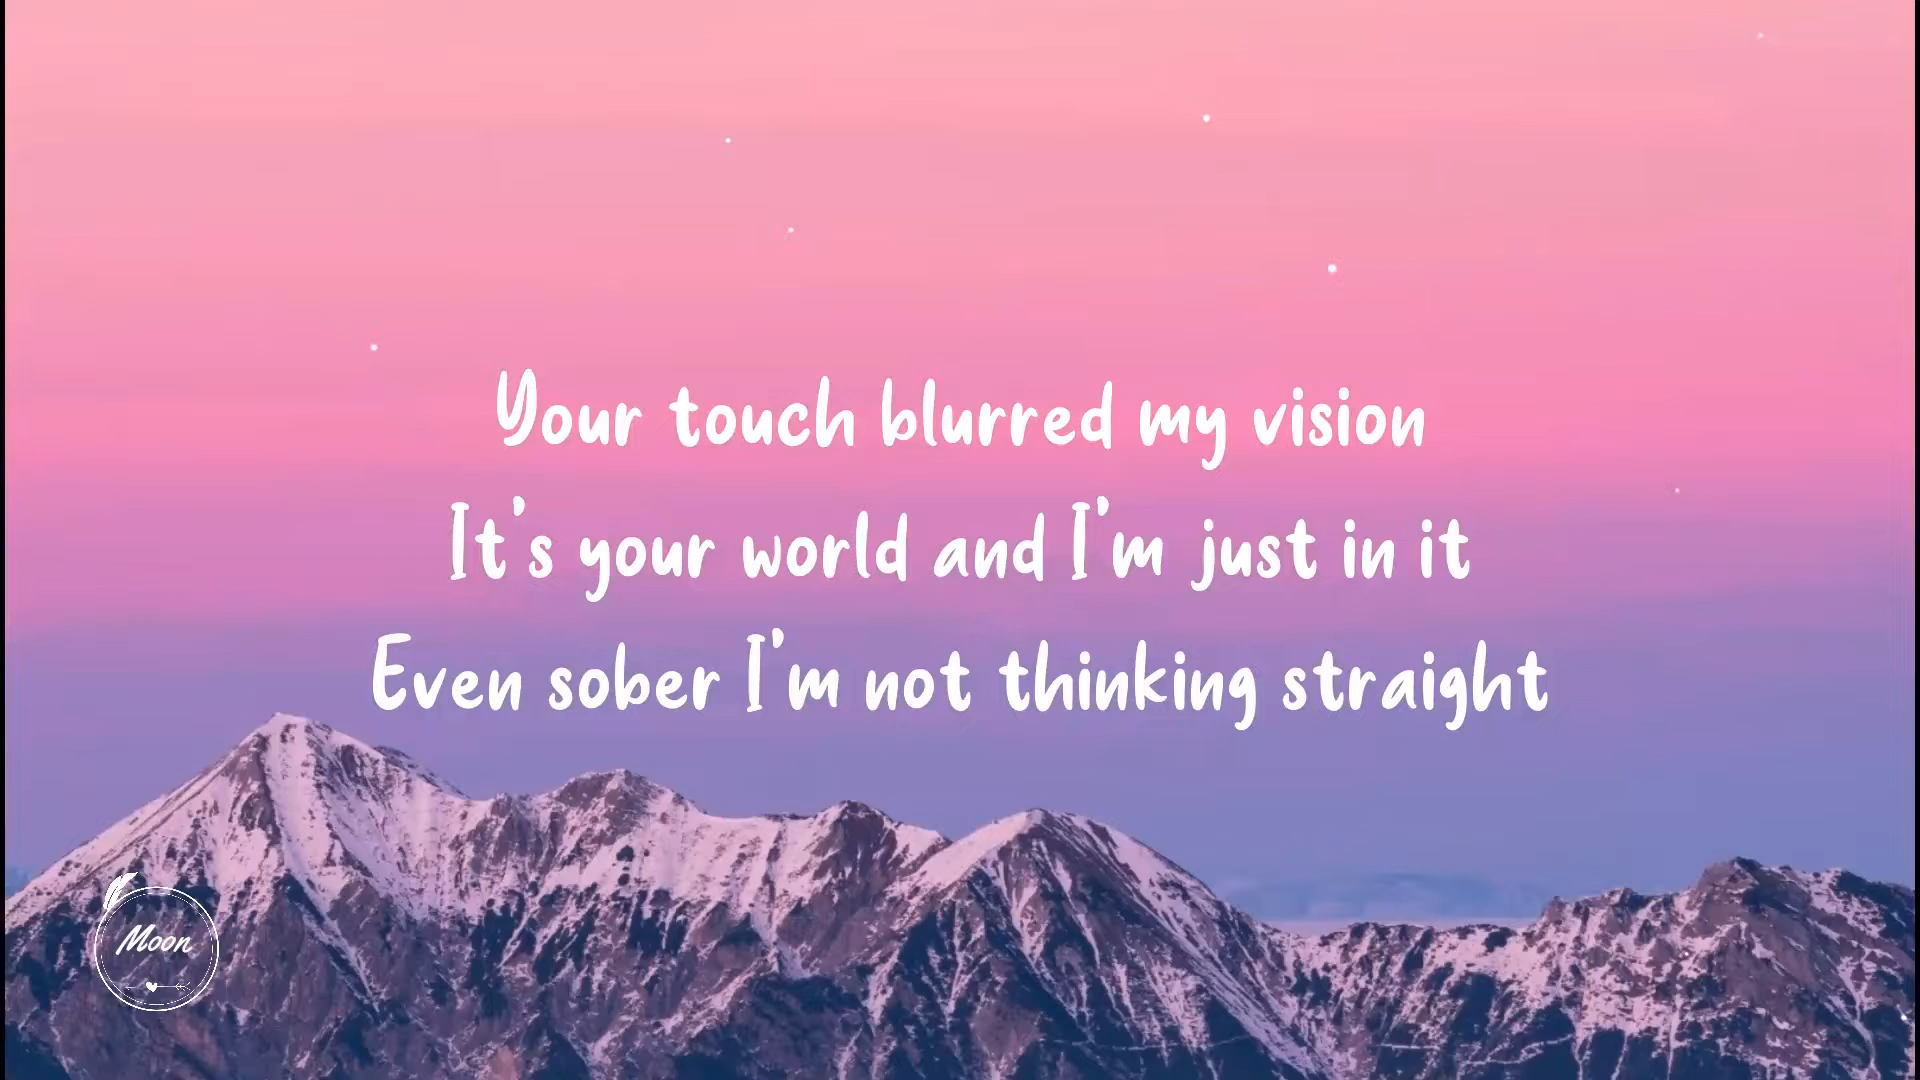 Your touch blurred my vision
It's your world and I'm just in it
Even sober I'm not thinking straight
Moon